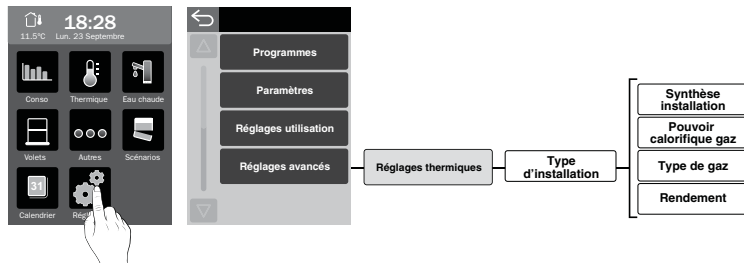 18:28
11.5°C Lun. 23 Septembre
Conso Thermique Eau chaude
Volets Autres Scénarios
31
Calendrier
Programmes
Paramètres
Réglages utilisation
Réglages avancés
Réglages thermiques
Type
d'installation
Synthèse
installation
Pouvoir
calorifique gaz
Type de gaz
Rendement